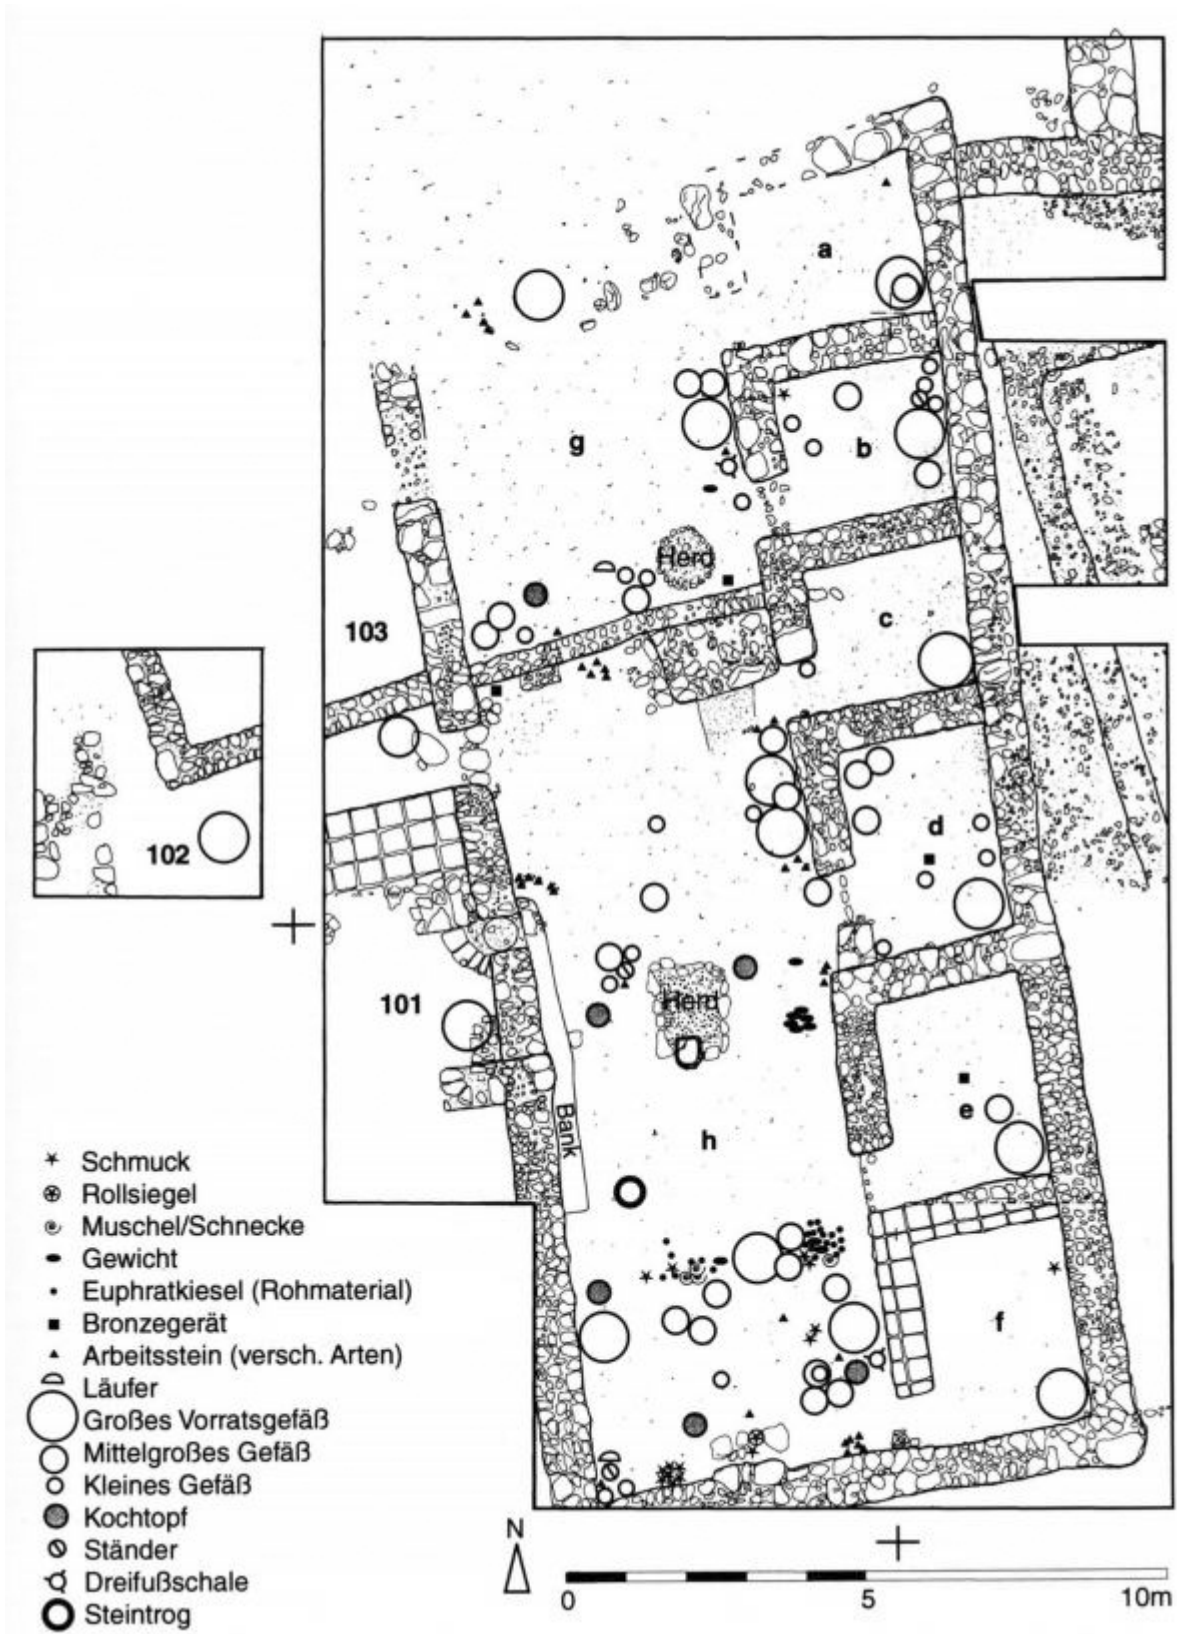 a
b
g
Herd
c
103
102
d
101
Herd
e
Bank
h
f
Schmuck
Rollsiegel
Muschel/Schnecke
Gewicht
Euphratkiesel (Rohmaterial)
Bronzegerät
Arbeitsstein (versch. Arten)
Läufer
Großes Vorratsgefäß
Mittelgroßes Gefäß
Kleines Gefäß
Kochtopf
Ständer
Dreifußschale
Steintrog
N
0 5 10m